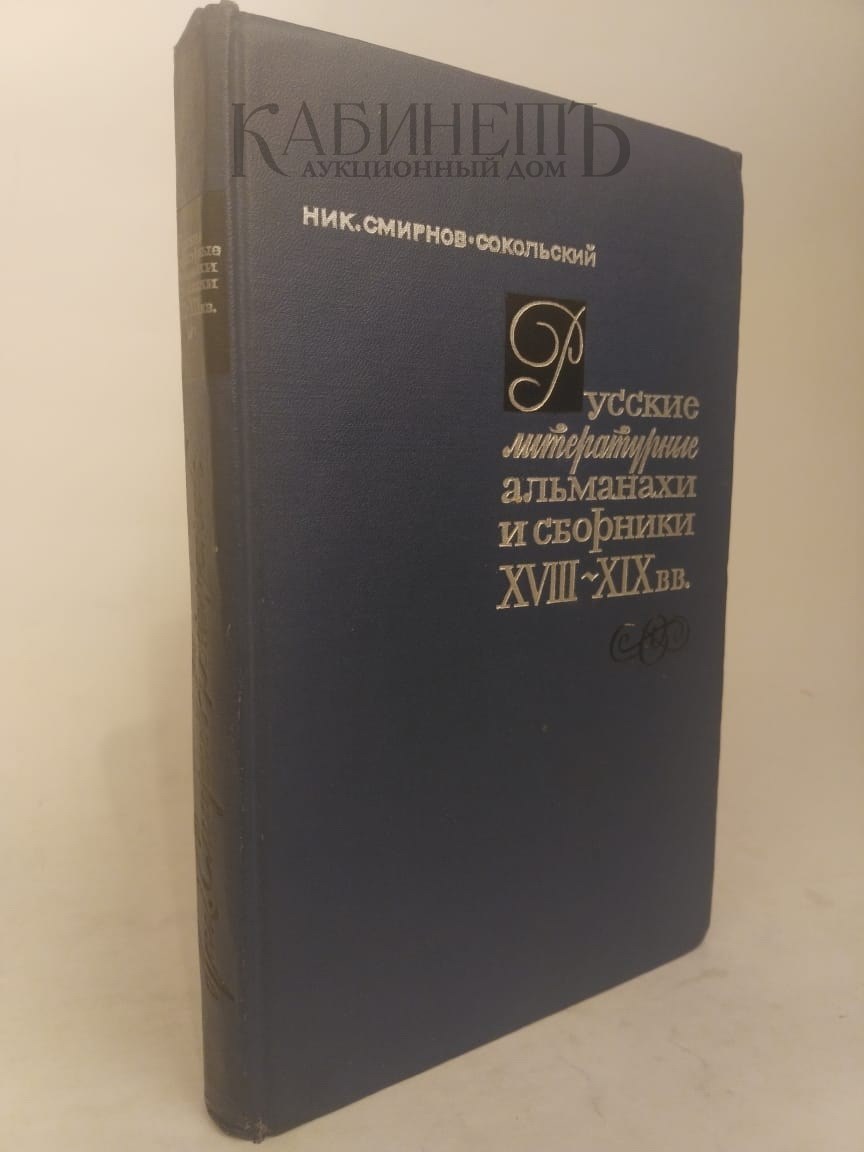 КАБИНЕТЪ
АУКЦИОННЫЙ ДОМ
НИК. СМИРНОВ-СОКОЛЬСКИЙ
Русские
литературные
альманахи
и сборники
XVIII~XIX вв.